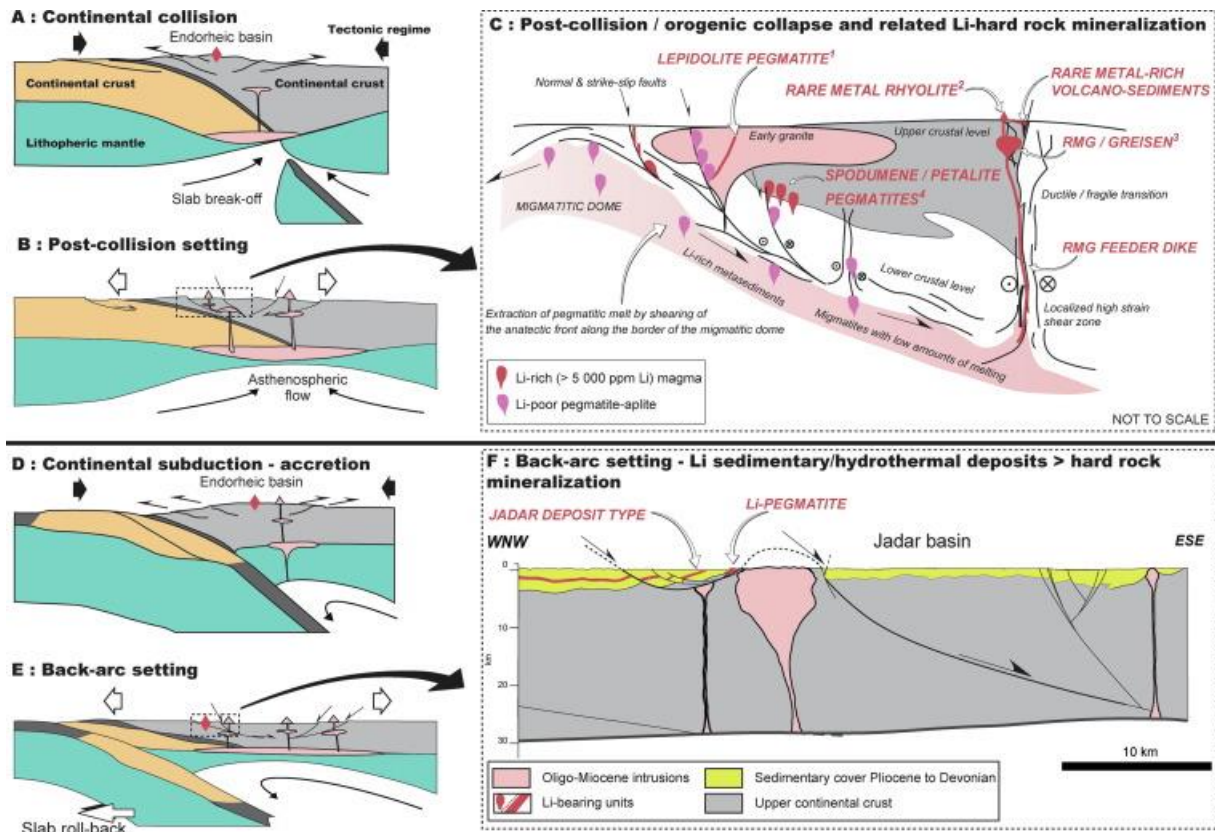 A : Continental collision
Endorheic basin
Tectonic regime
Continental crust
Continental crust
Lithopheric mantle
Slab break-off
B : Post-collision setting
Asthenospheric
flow
C : Post-collision / orogenic collapse and related Li-hard rock mineralization
LEPIDOLITE PEGMATITE¹
Normal & strike-slip faults
RARE METAL RHYOLITE²
RARE METAL-RICH
VOLCANO-SEDIMENTS
Early granite
Upper crustal level
RMG / GREISEN³
SPODUMENE / PETALITE
PEGMATITES⁴
MIGMATITIC DOME
Ductile / fragile transition
RMG FEEDER DIKE
Li-rich metasediments
Lower crustal level
Extraction of pegmatitic melt by shearing of
the anatectic front along the border of the migmatitic dome
Migmatites with low amounts of melting
Localized high strain
shear zone
Li-rich (> 5 000 ppm Li) magma
Li-poor pegmatite-aplite
NOT TO SCALE
D : Continental subduction - accretion
Endorheic basin
E : Back-arc setting
Slab roll-back
F : Back-arc setting - Li sedimentary/hydrothermal deposits > hard rock
mineralization
JADAR DEPOSIT TYPE
Li-PEGMATITE
WNW
Jadar basin
ESE
0
10
km
20
30
10 km
Oligo-Miocene intrusions
Sedimentary cover Pliocene to Devonian
Li-bearing units
Upper continental crust